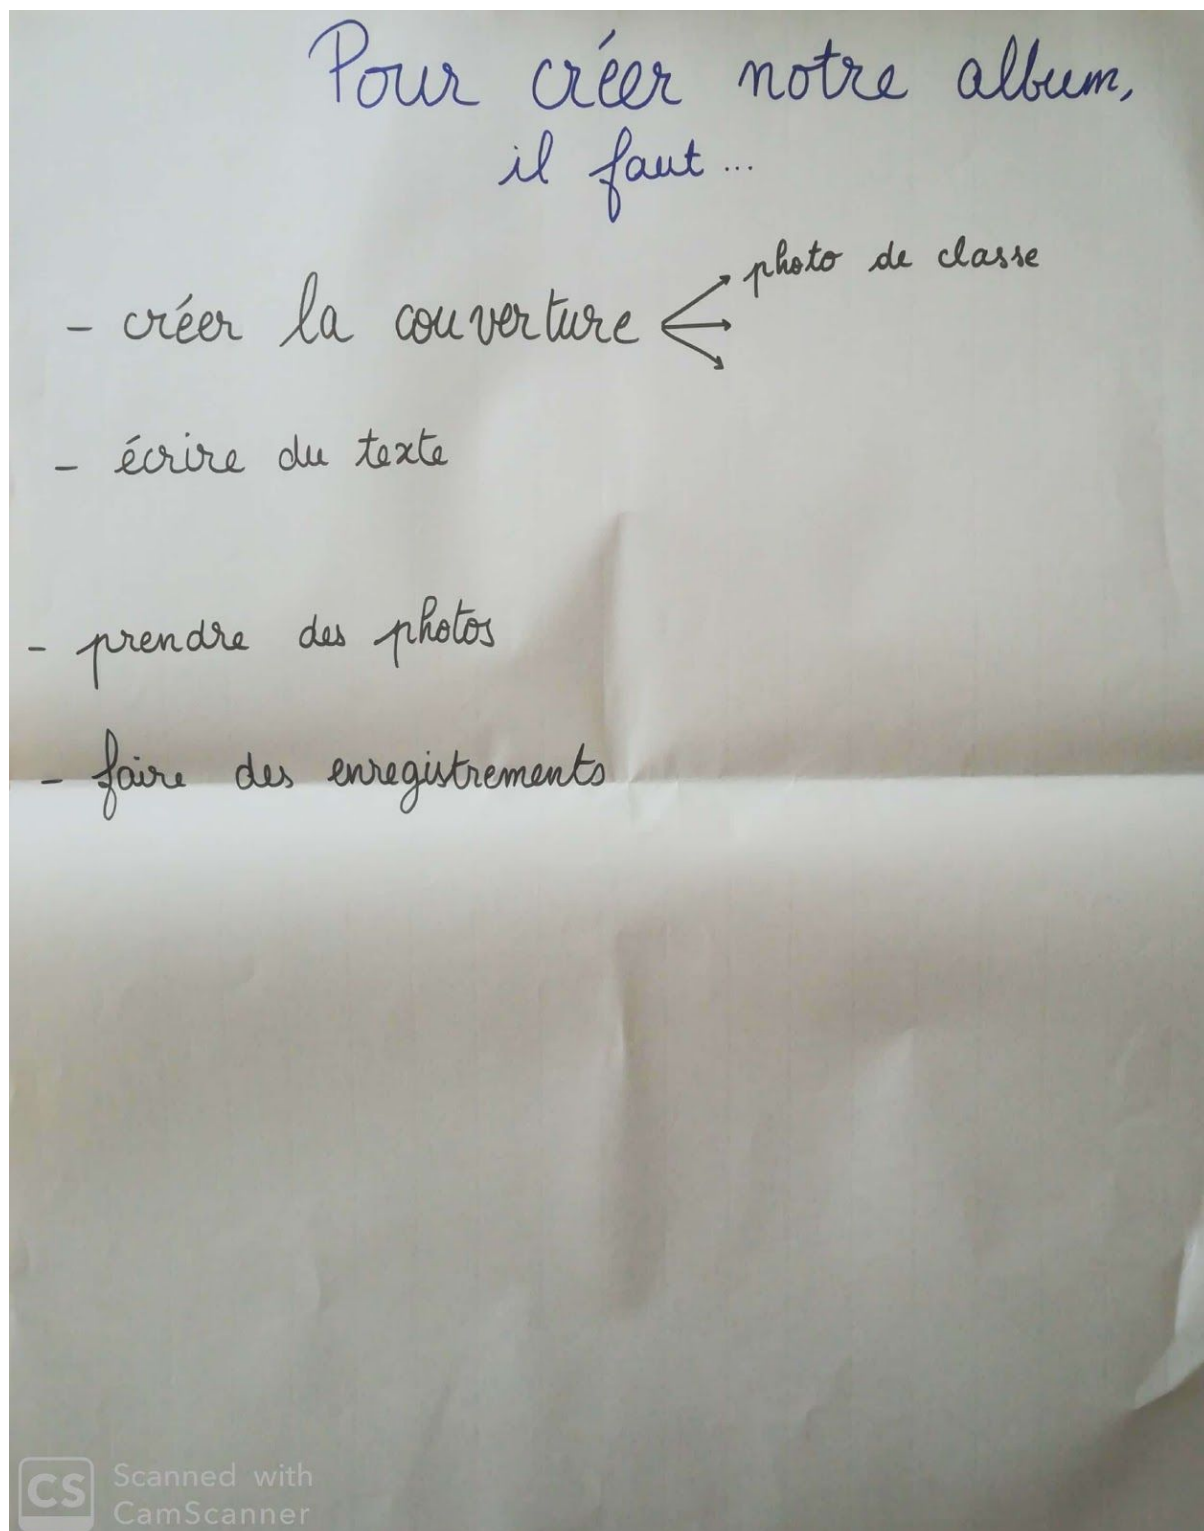 Pour créer notre album,
il faut ...
photo de classe
- créer la couverture
- écrire du texte
- prendre des photos
- faire des enregistrements
CS Scanned with
CamScanner